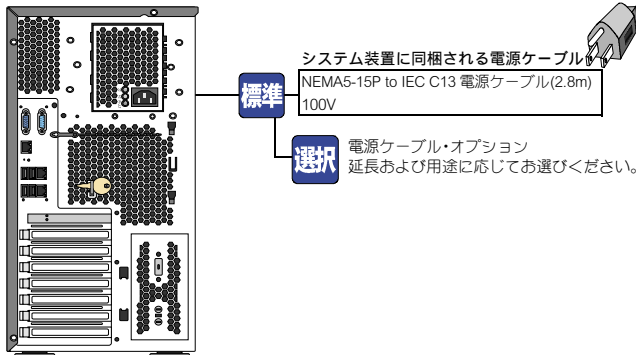 システム装置に同梱される電源ケーブル
標準
NEMA5-15P to IEC C13 電源ケーブル(2.8m)
100V
選択
電源ケーブル・オプション
延長および用途に応じてお選びください。